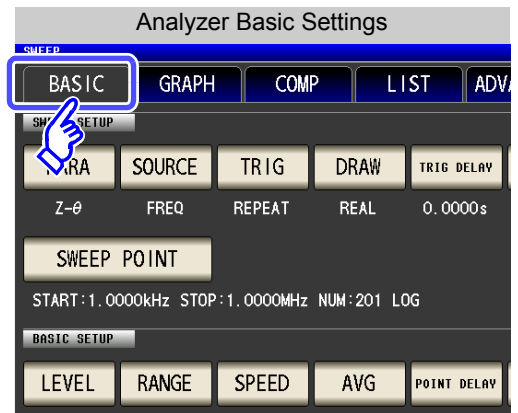 Analyzer Basic Settings
SWEEP
BASIC GRAPH COMP LIST
SETUP
SOURCE TRIG DRAW TRIG DELAY
Z-θ FREQ REPEAT REAL 0.0000s
SWEEP POINT
START:1.0000kHz STOP:1.0000MHz NUM:201 LOG
BASIC SETUP
LEVEL RANGE SPEED AVG POINT DELAY